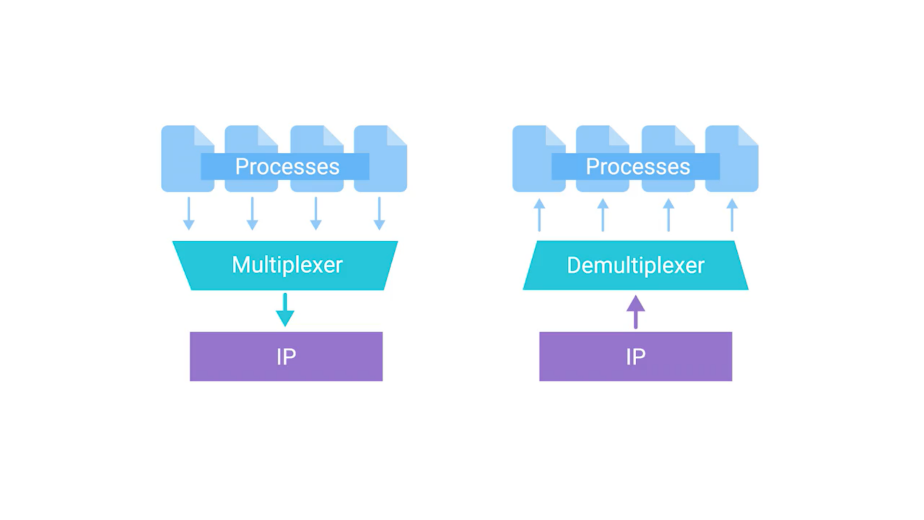 Processes
Multiplexer
IP
Processes
Demultiplexer
IP